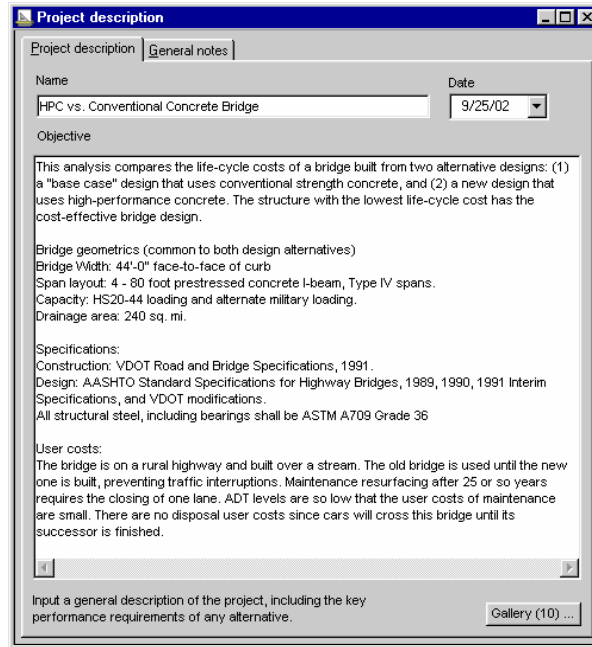 Project description
Project description General notes
Name Date
HPC vs. Conventional Concrete Bridge 9/25/02
Objective
This analysis compares the life-cycle costs of a bridge built from two alternative designs: (1)
a "base case" design that uses conventional strength concrete, and (2) a new design that
uses high-performance concrete. The structure with the lowest life-cycle cost has the
cost-effective bridge design.
Bridge geometrics (common to both design alternatives)
Bridge Width: 44'-0" face-to-face of curb
Span layout: 4 - 80 foot prestressed concrete I-beam, Type IV spans.
Capacity: HS20-44 loading and alternate military loading.
Drainage area: 240 sq. mi.
Specifications:
Construction: VDOT Road and Bridge Specifications, 1991.
Design: AASHTO Standard Specifications for Highway Bridges, 1989, 1990, 1991 Interim
Specifications, and VDOT modifications.
All structural steel, including bearings shall be ASTM A709 Grade 36
User costs:
The bridge is on a rural highway and built over a stream. The old bridge is used until the new
one is built, preventing traffic interruptions. Maintenance resurfacing after 25 or so years
requires the closing of one lane. ADT levels are so low that the user costs of maintenance
are small. There are no disposal user costs since cars will cross this bridge until its
successor is finished.
Input a general description of the project, including the key
performance requirements of any alternative.
Gallery (10) ...